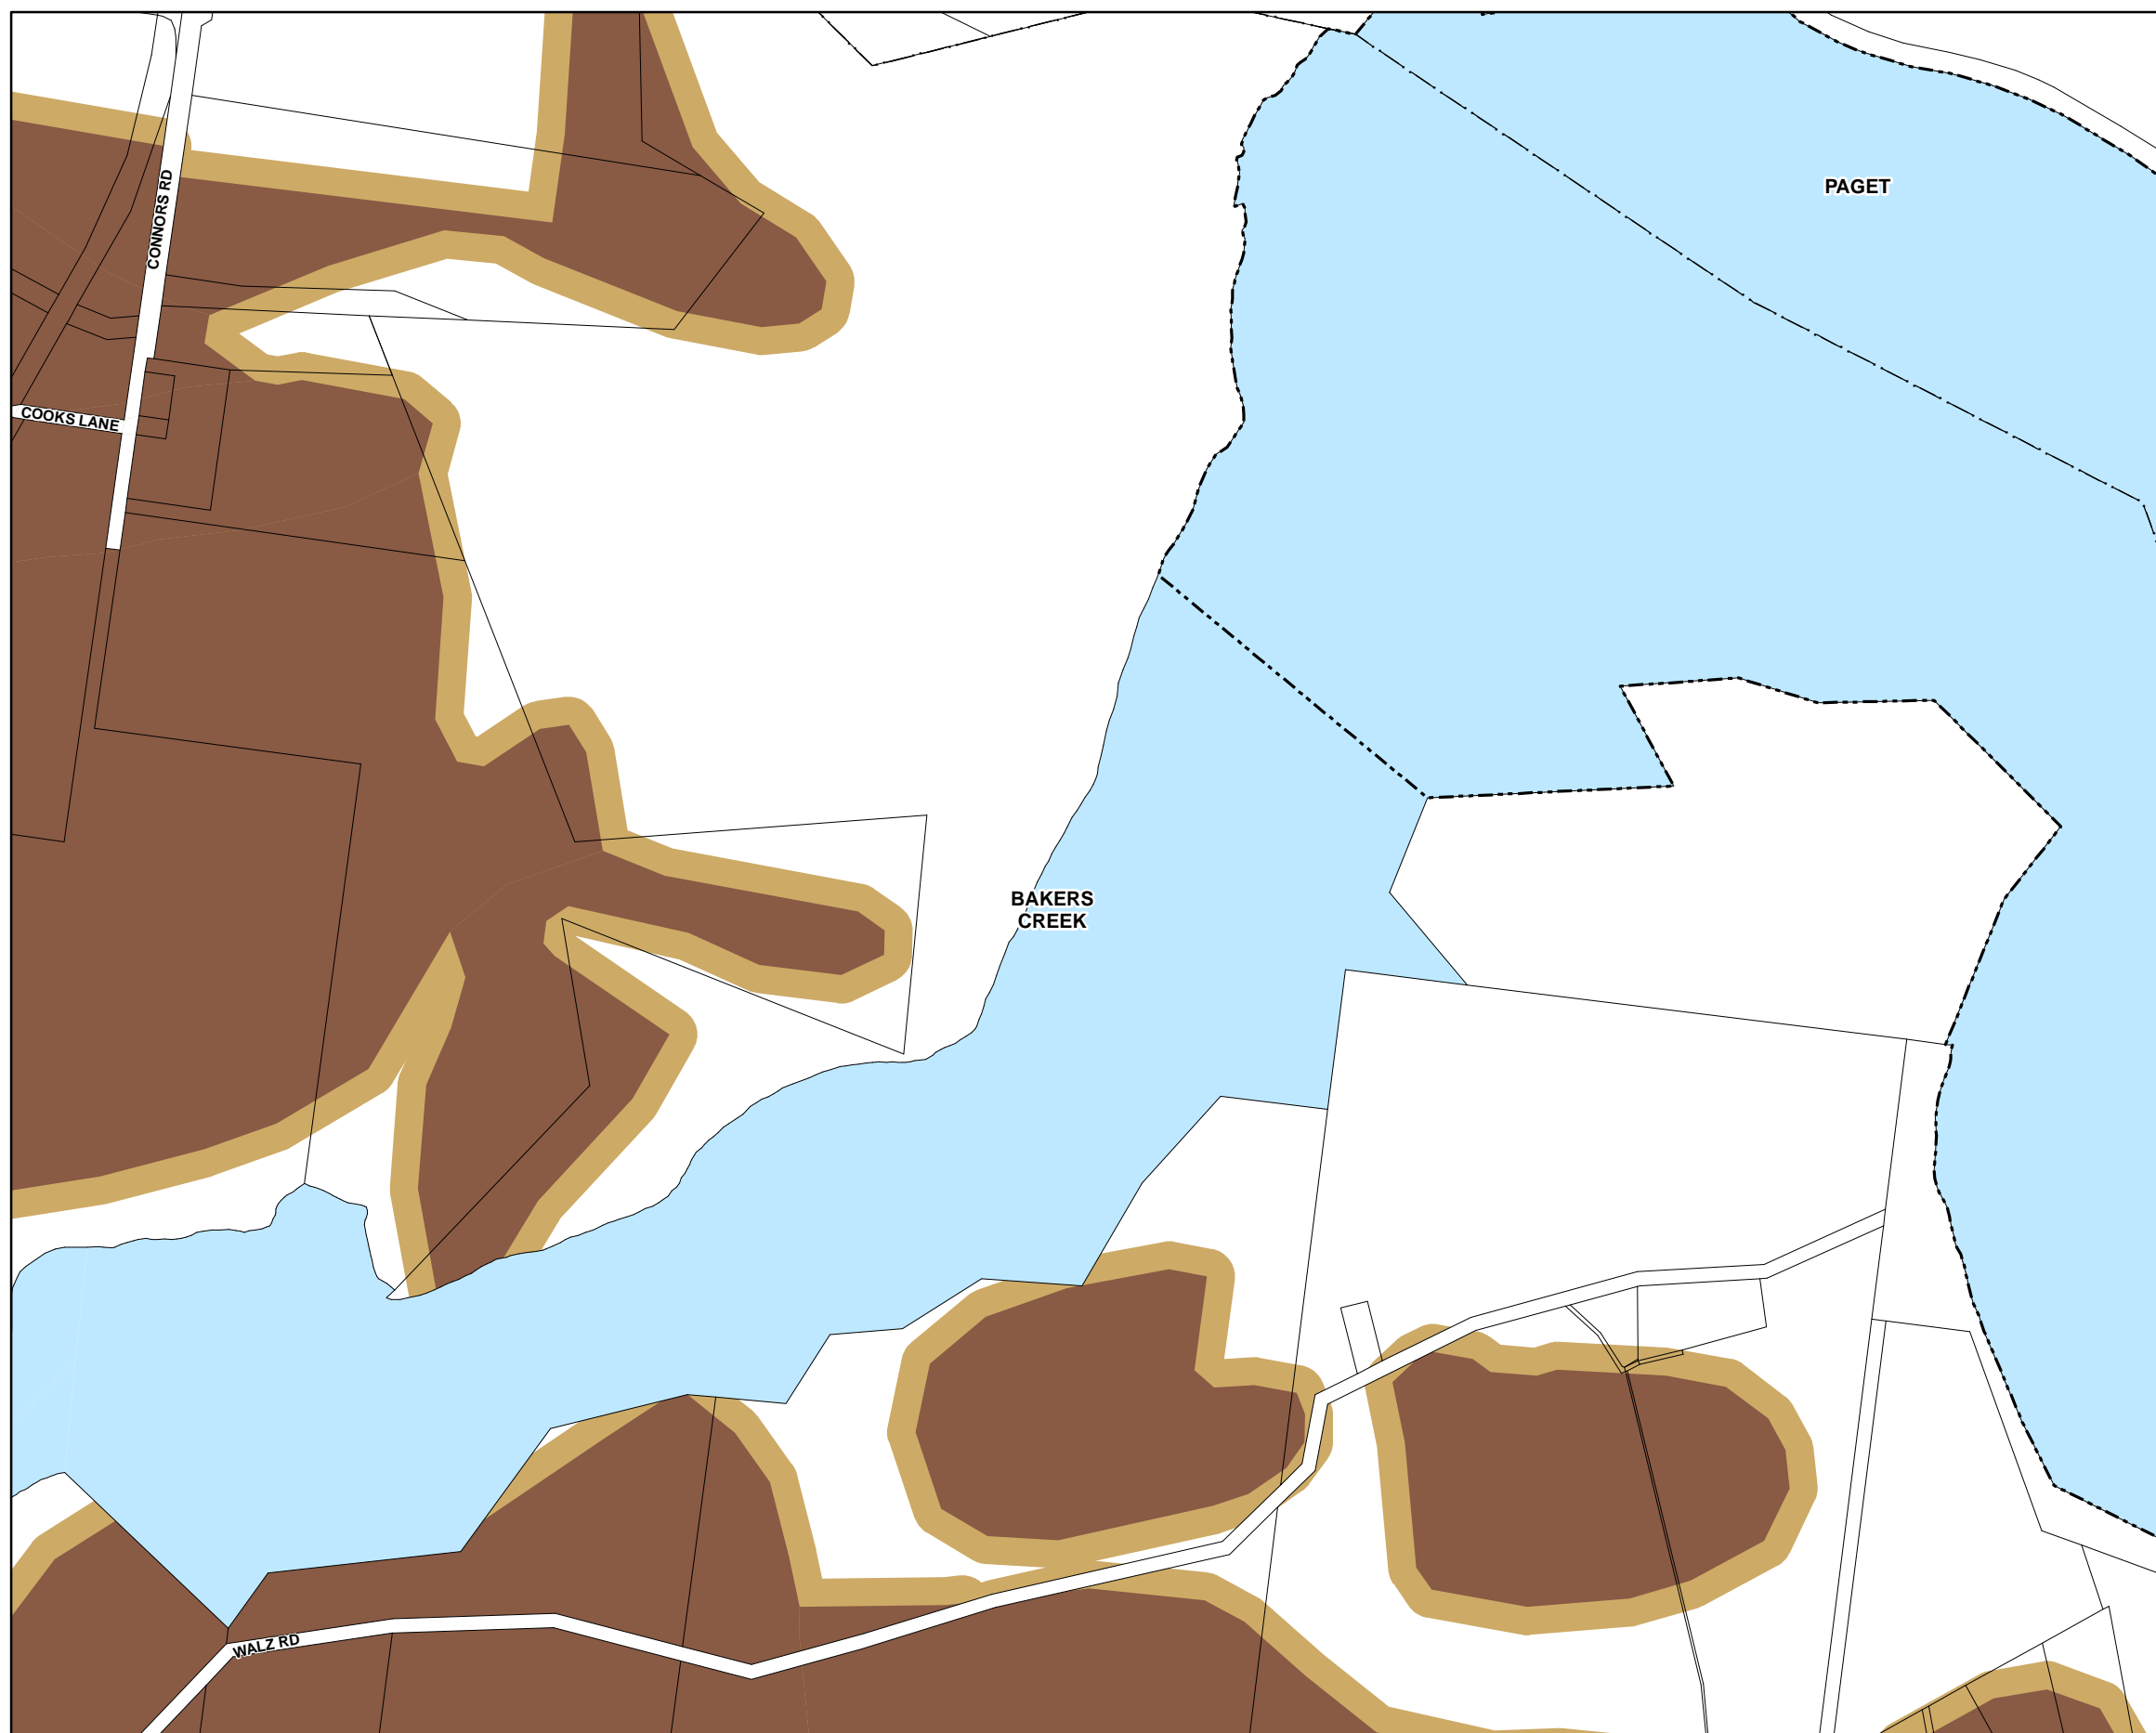 PAGET
CONNORS RD
COOKS LANE
BAKERS
CREEK
WALZ RD